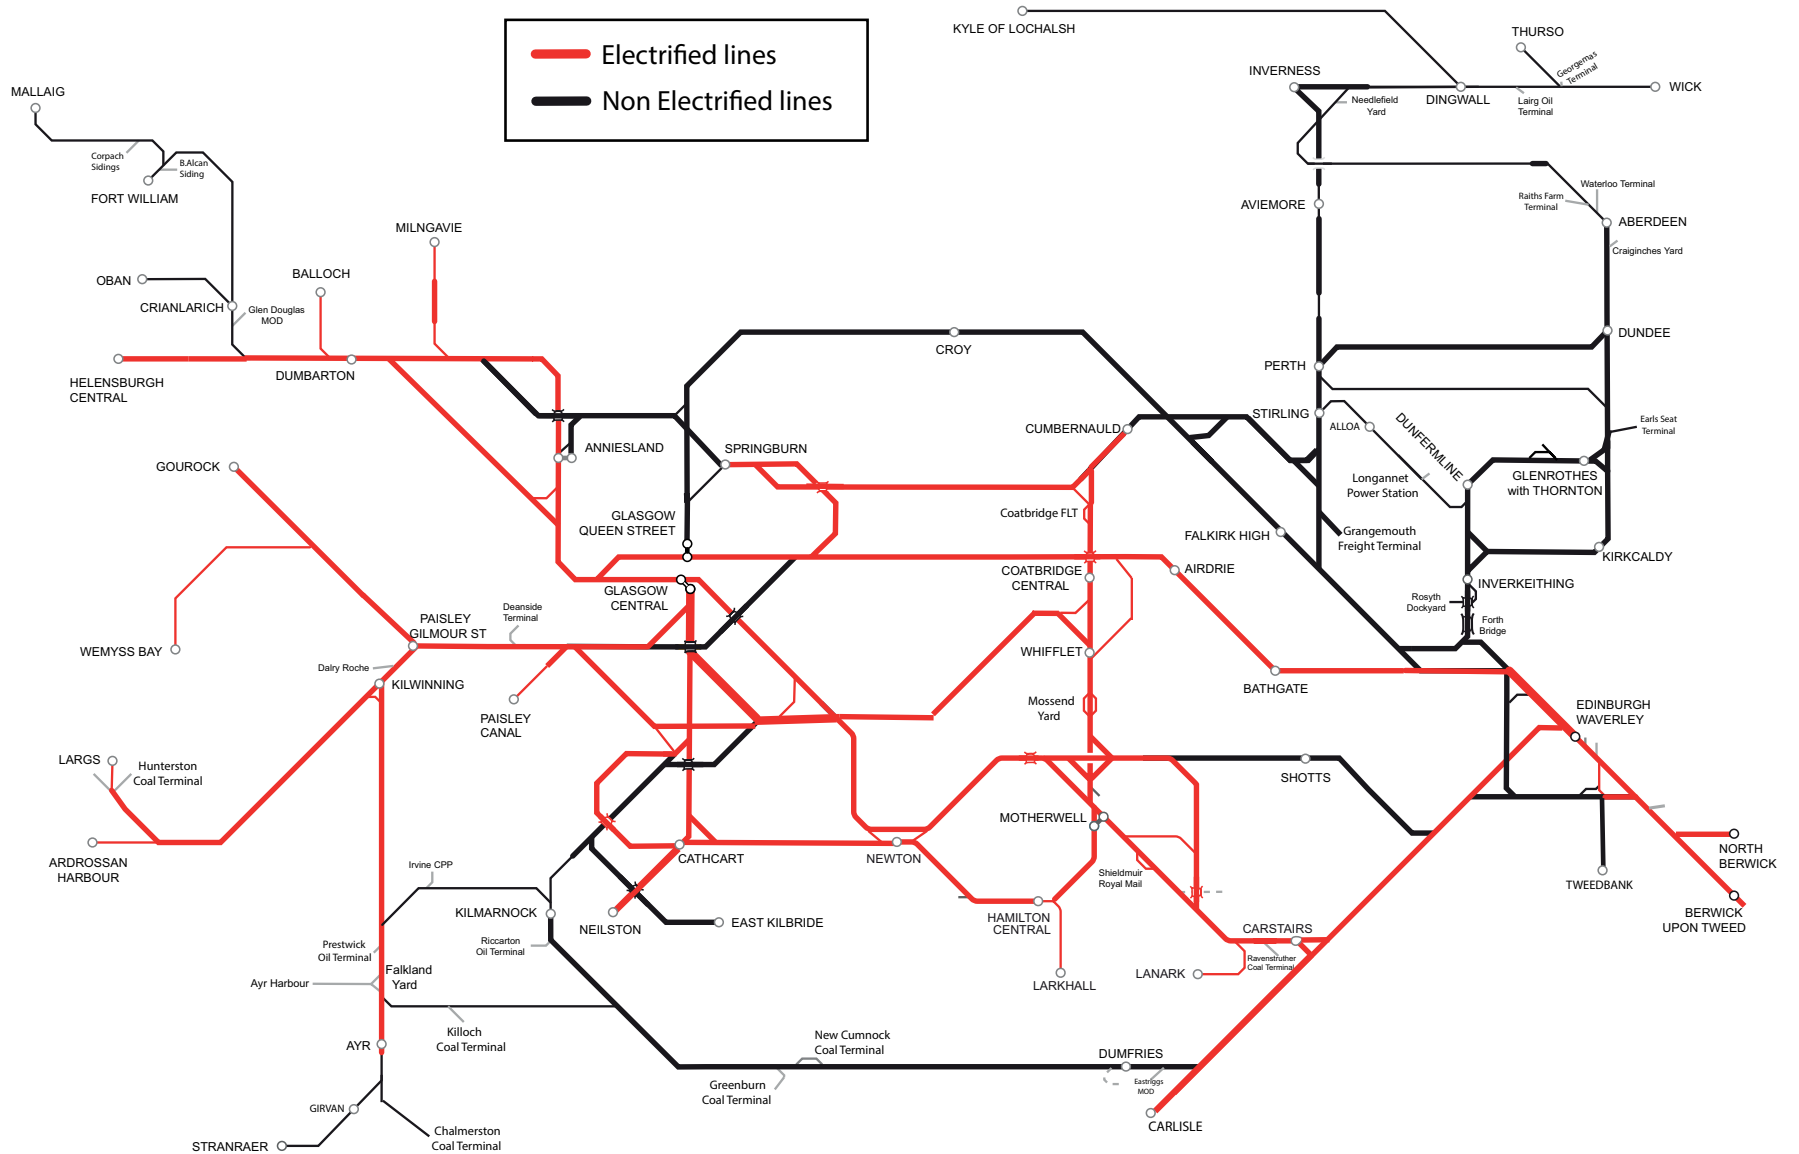 Electrified lines
Non Electrified lines
KYLE OF LOCHALSH
THURSO
Georgemas
Terminal
INVERNESS
WICK
DINGWALL
Needlefield
Yard
Lairg Oil
Terminal
MALLAIG
Corpach
Sidings
B.Alcan
Siding
FORT WILLIAM
Waterloo Terminal
Raiths Farm
Terminal
AVIEMORE
ABERDEEN
Craiginches Yard
MILNGAVIE
OBAN
BALLOCH
CRIANLARICH
Glen Douglas
MOD
DUNDEE
CROY
PERTH
HELENSBURGH
CENTRAL
DUMBARTON
STIRLING
ALLOA
DUNFERMLINE
Earls Seat
Terminal
CUMBERNAULD
ANNIESLAND
SPRINGBURN
GOUROCK
Longannet
Power Station
GLENROTHES
with THORNTON
GLASGOW
QUEEN STREET
Coatbridge FLT
FALKIRK HIGH
Grangemouth
Freight Terminal
KIRKCALDY
COATBRIDGE
CENTRAL
AIRDRIE
INVERKEITHING
GLASGOW
CENTRAL
Rosyth
Dockyard
Forth
Bridge
PAISLEY
GILMOUR ST
Deanside
Terminal
WEMYSS BAY
WHIFFLET
Dalry Roche
KILWINNING
BATHGATE
PAISLEY
CANAL
Mossend
Yard
EDINBURGH
WAVERLEY
LARGS
Hunterston
Coal Terminal
SHOTTS
MOTHERWELL
ARDROSSAN
HARBOUR
CATHCART
NEWTON
NORTH
BERWICK
Irvine CPP
Shieldmuir
Royal Mail
TWEEDBANK
KILMARNOCK
NEILSTON
EAST KILBRIDE
HAMILTON
CENTRAL
BERWICK
UPON TWEED
CARSTAIRS
Prestwick
Oil Terminal
Riccarton
Oil Terminal
Ravenstruther
Coal Terminal
Ayr Harbour
Falkland
Yard
LARKHALL
LANARK
Killoch
Coal Terminal
AYR
New Cumnock
Coal Terminal
DUMFRIES
Greenburn
Coal Terminal
Eastriggs
MOD
GIRVAN
CARLISLE
Chalmerston
Coal Terminal
STRANRAER